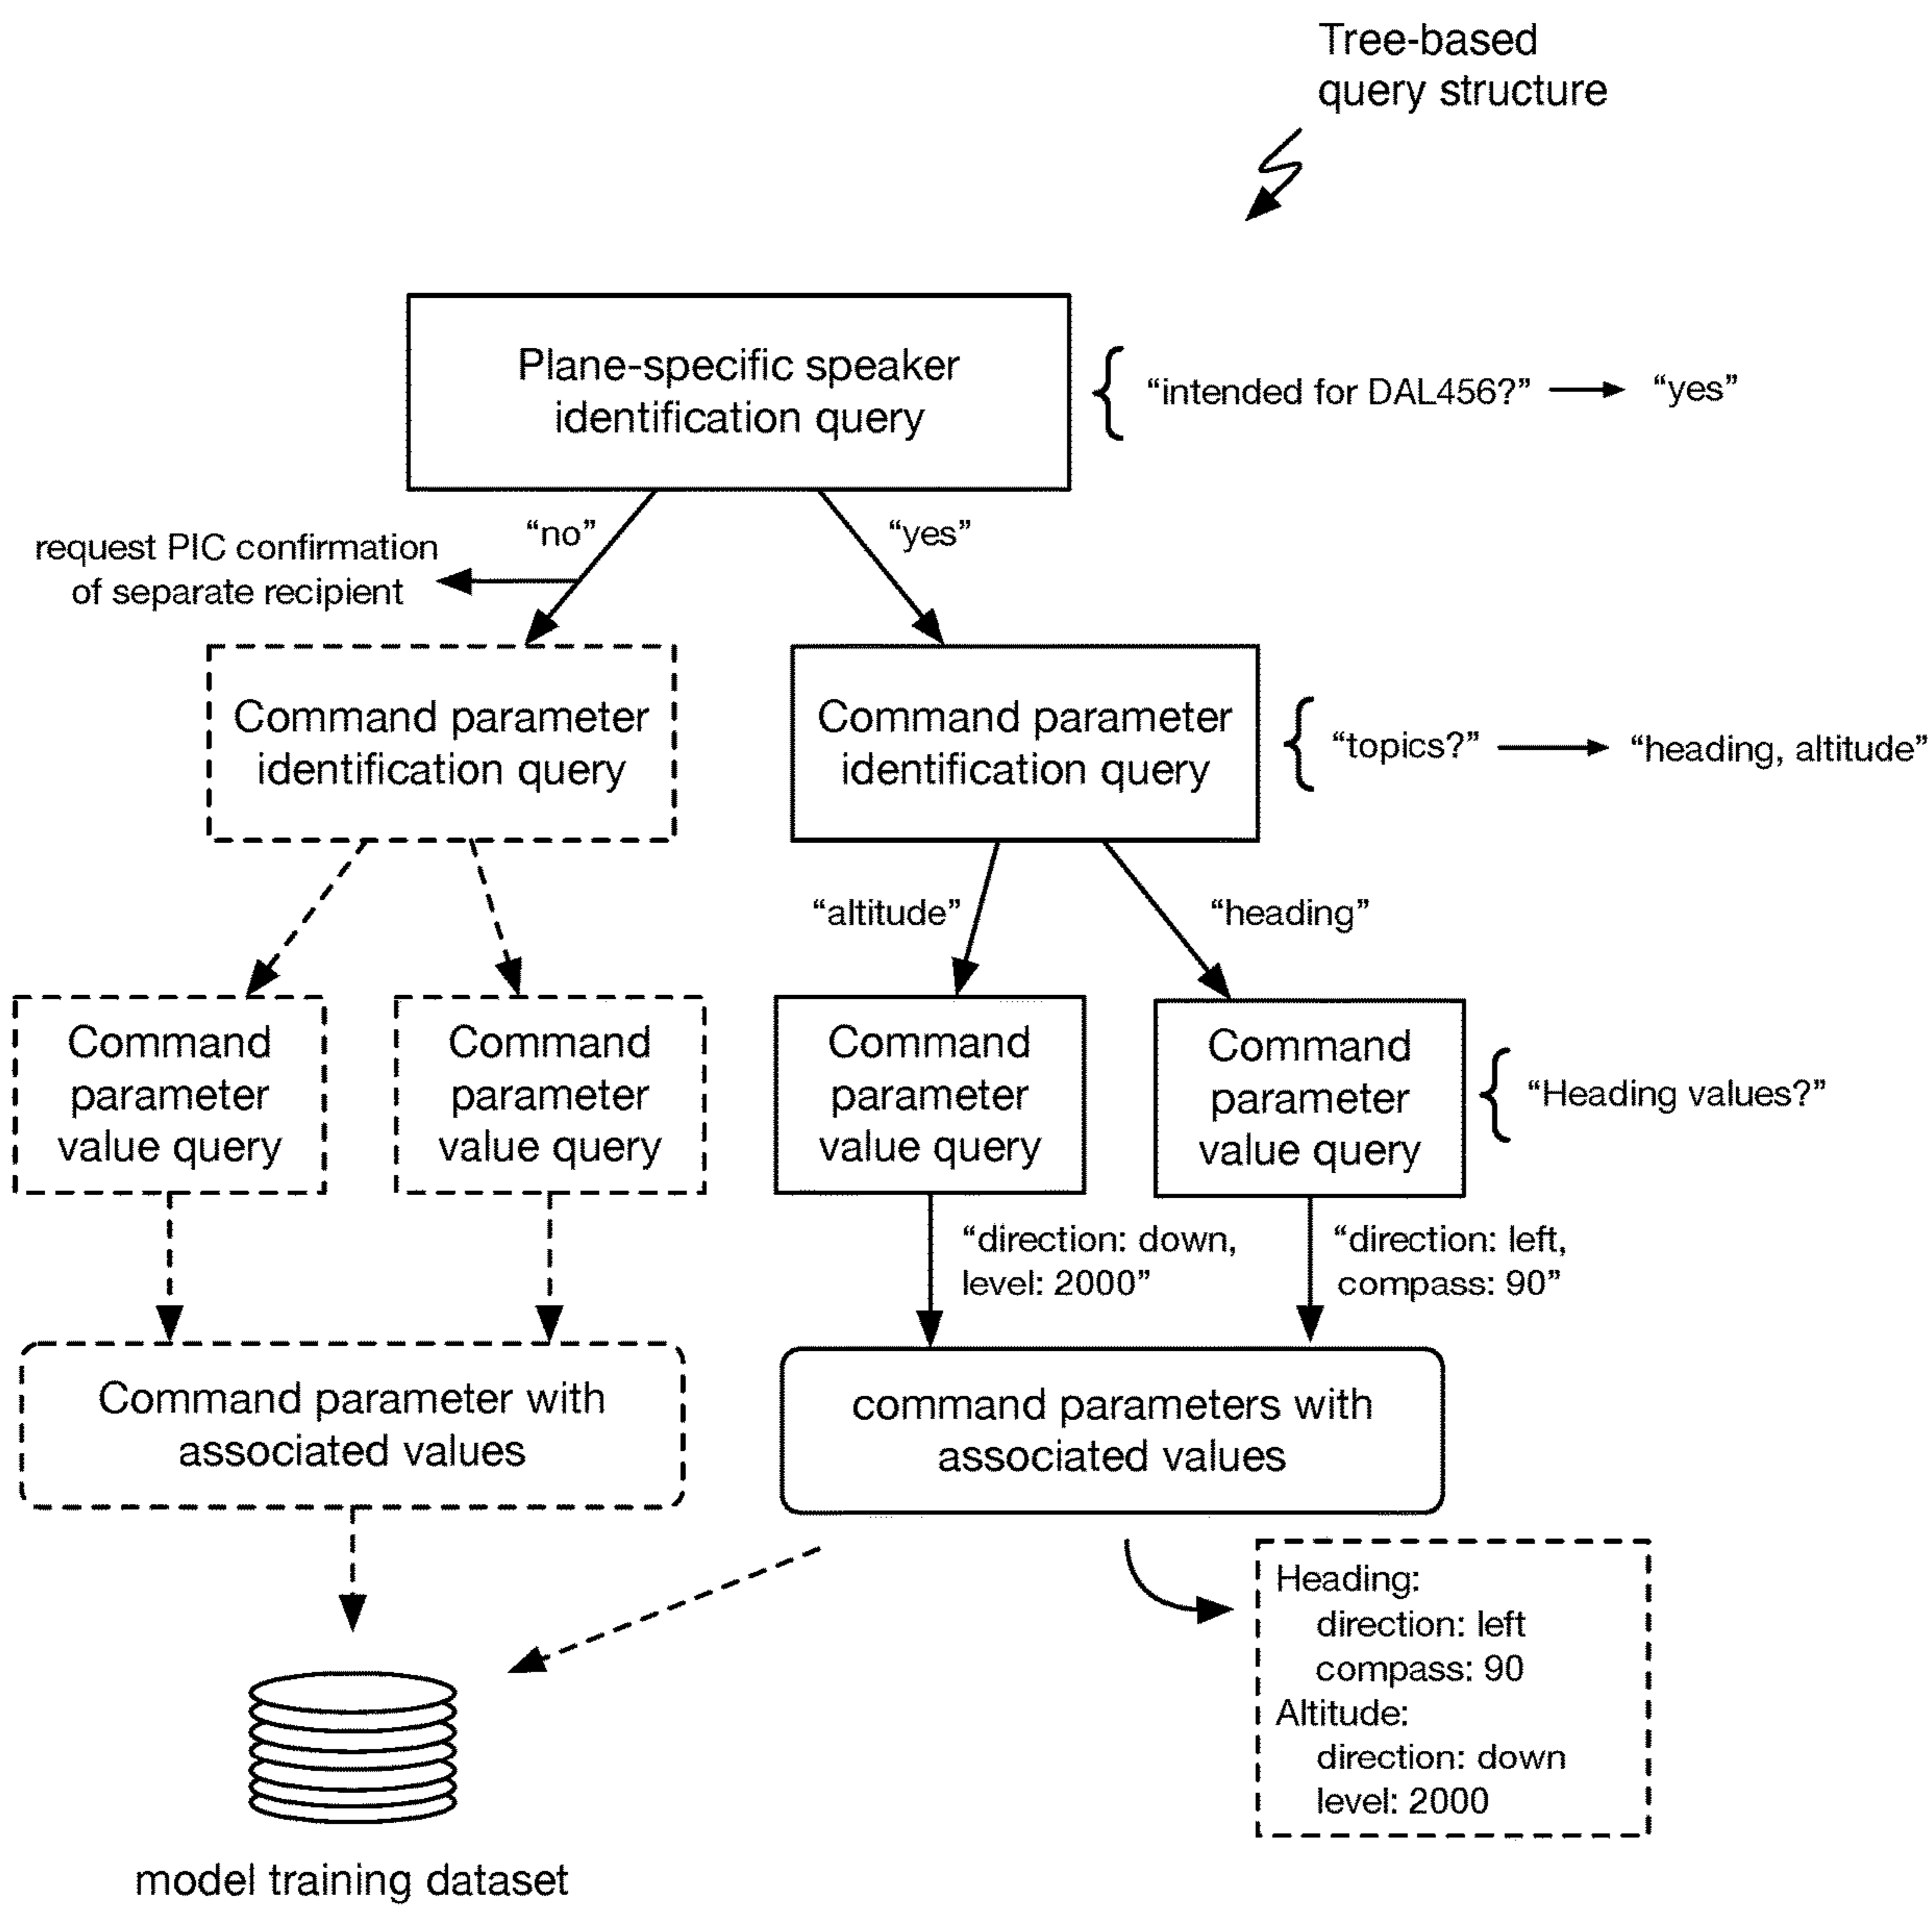 Tree-based
query structure
Plane-specific speaker
identification query
“intended for DAL456?”
“yes”
“no”
“yes”
request PIC confirmation
of separate recipient
Command parameter
identification query
Command parameter
identification query
“topics?”
“heading, altitude”
“altitude”
“heading”
Command
parameter
value query
Command
parameter
value query
Command
parameter
value query
Command
parameter
value query
“Heading values?”
“direction: down,
level: 2000”
“direction: left,
compass: 90”
Command parameter with
associated values
command parameters with
associated values
Heading:
direction: left
compass: 90
Altitude:
direction: down
level: 2000
model training dataset